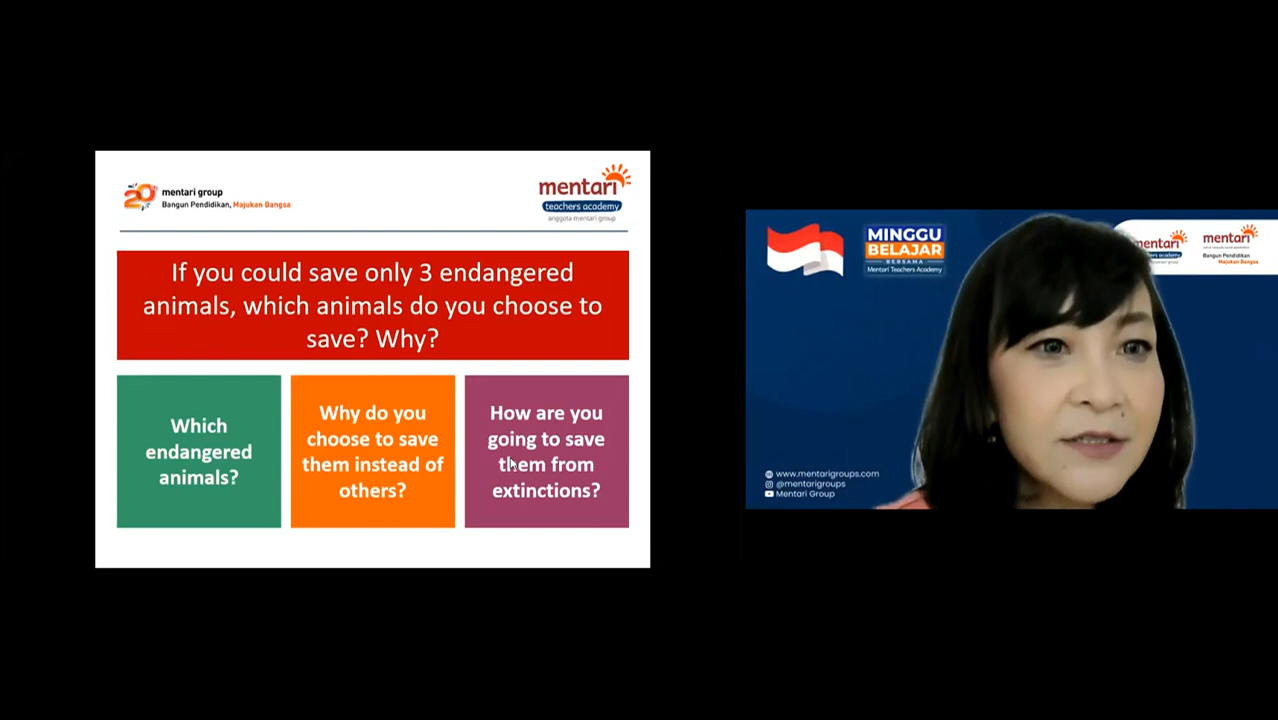 mentari group
Bangun Pendidikan, Majukan Bangsa
mentari
teachers academy
anggota mentari group
If you could save only 3 endangered
animals, which animals do you choose to
save? Why?
Which
endangered
animals?
Why do you
choose to save
them instead of
others?
How are you
going to save
them from
extinctions?
MINGGU
BELAJAR
BERSAMA
Mentari Teachers Academy
mentari
mentari
Bangun Pendidikan
Majukan Bangsa
www.mentarigroups.com
@mentarigroups
Mentari Group